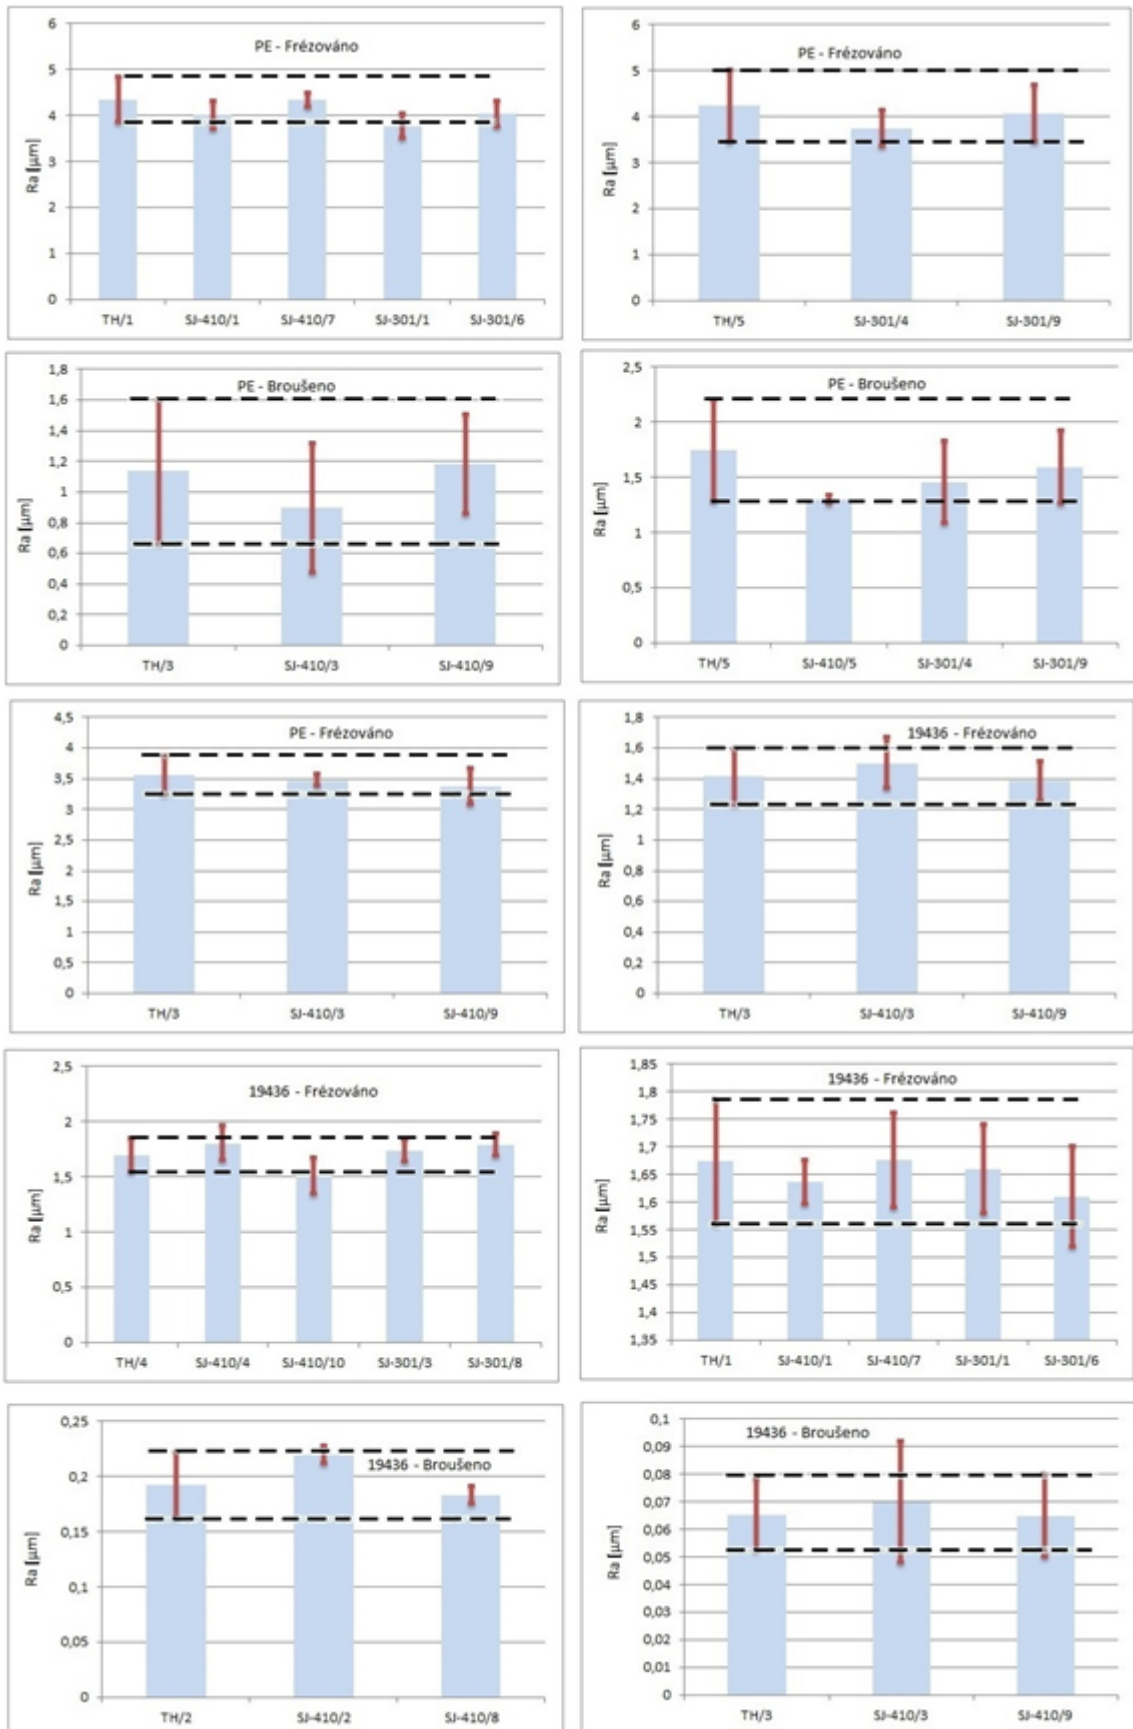 PE - Frézováno
Ra [µm]
6
5
4
3
2
1
0
TH/1 SJ-410/1 SJ-410/7 SJ-301/1 SJ-301/6
PE - Frézováno
Ra [µm]
6
5
4
3
2
1
0
TH/5 SJ-301/4 SJ-301/9
PE - Broušeno
Ra [µm]
1,8
1,6
1,4
1,2
1
0,8
0,6
0,4
0,2
0
TH/3 SJ-410/3 SJ-410/9
PE - Broušeno
Ra [µm]
2,5
2
1,5
1
0,5
0
TH/5 SJ-410/5 SJ-301/4 SJ-301/9
PE - Frézováno
Ra [µm]
4,5
4
3,5
3
2,5
2
1,5
1
0,5
0
TH/3 SJ-410/3 SJ-410/9
19436 - Frézováno
Ra [µm]
1,8
1,6
1,4
1,2
1
0,8
0,6
0,4
0,2
0
TH/3 SJ-410/3 SJ-410/9
19436 - Frézováno
Ra [µm]
2,5
2
1,5
1
0,5
0
TH/4 SJ-410/4 SJ-410/10 SJ-301/3 SJ-301/8
19436 - Frézováno
Ra [µm]
1,85
1,8
1,75
1,7
1,65
1,6
1,55
1,5
1,45
1,4
1,35
TH/1 SJ-410/1 SJ-410/7 SJ-301/1 SJ-301/6
19436 - Broušeno
Ra [µm]
0,25
0,2
0,15
0,1
0,05
0
TH/2 SJ-410/2 SJ-410/8
19436 - Broušeno
Ra [µm]
0,1
0,09
0,08
0,07
0,06
0,05
0,04
0,03
0,02
0,01
0
TH/3 SJ-410/3 SJ-410/9